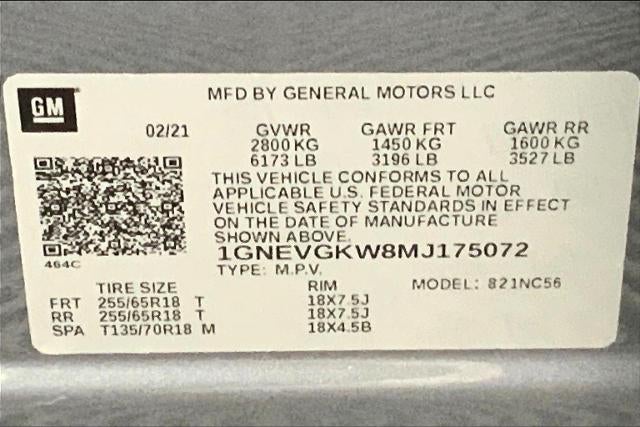 GM
MFD BY GENERAL MOTORS LLC
02/21
GVWR GAWR FRT GAWR RR
2800 KG 1450 KG 1600 KG
6173 LB 3196 LB 3527 LB
THIS VEHICLE CONFORMS TO ALL
APPLICABLE U.S. FEDERAL MOTOR
VEHICLE SAFETY STANDARDS IN EFFECT
ON THE DATE OF MANUFACTURE
SHOWN ABOVE.
464C
1GNEVGKW8MJ175072
TYPE: M.P.V. MODEL: 821NC56
TIRE SIZE RIM
FRT 255/65R18 T 18X7.5J
RR 255/65R18 T 18X7.5J
SPA T135/70R18 M 18X4.5B